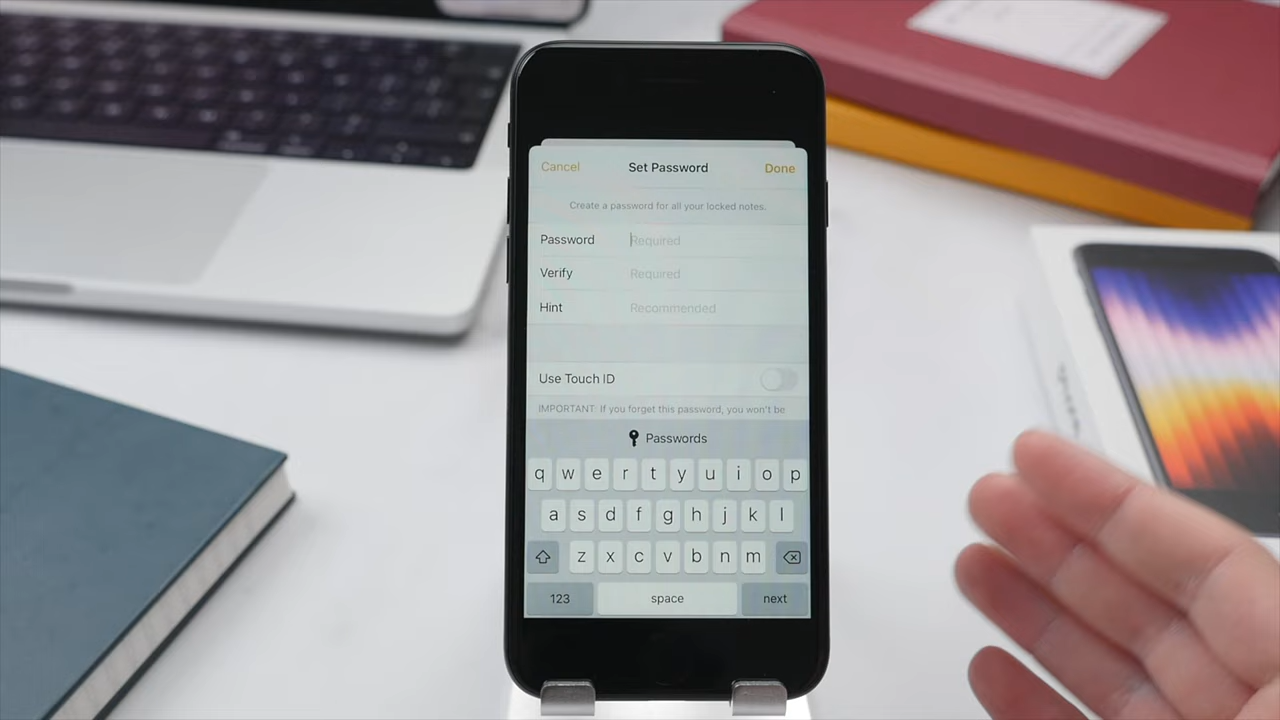 Cancel Set Password Done
Create a password for all your locked notes.
Password Required
Verify Required
Hint Recommended
Use Touch ID
IMPORTANT: If you forget this password, you won't be
Passwords
q w e r t y u i o p
a s d f g h j k l
z x c v b n m
123 space next